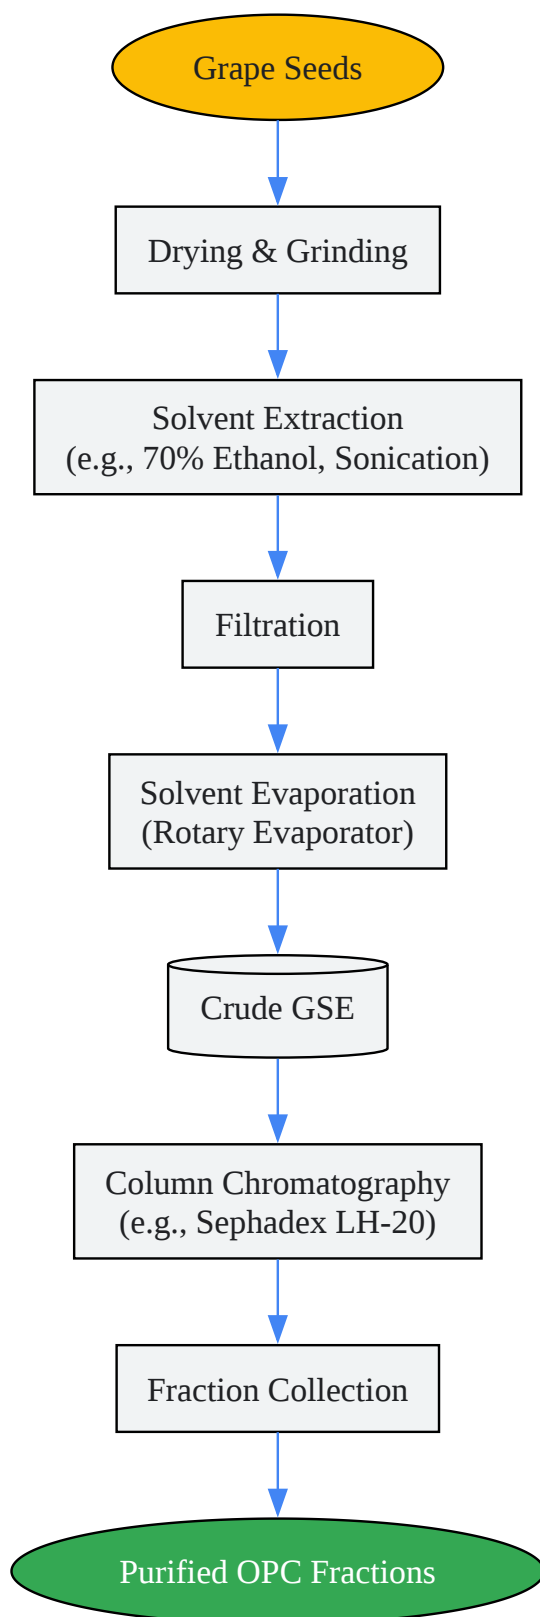 Grape Seeds
Drying & Grinding
Solvent Extraction
(e.g., 70% Ethanol, Sonication)
Filtration
Solvent Evaporation
(Rotary Evaporator)
Crude GSE
Column Chromatography
(e.g., Sephadex LH-20)
Fraction Collection
Purified OPC Fractions